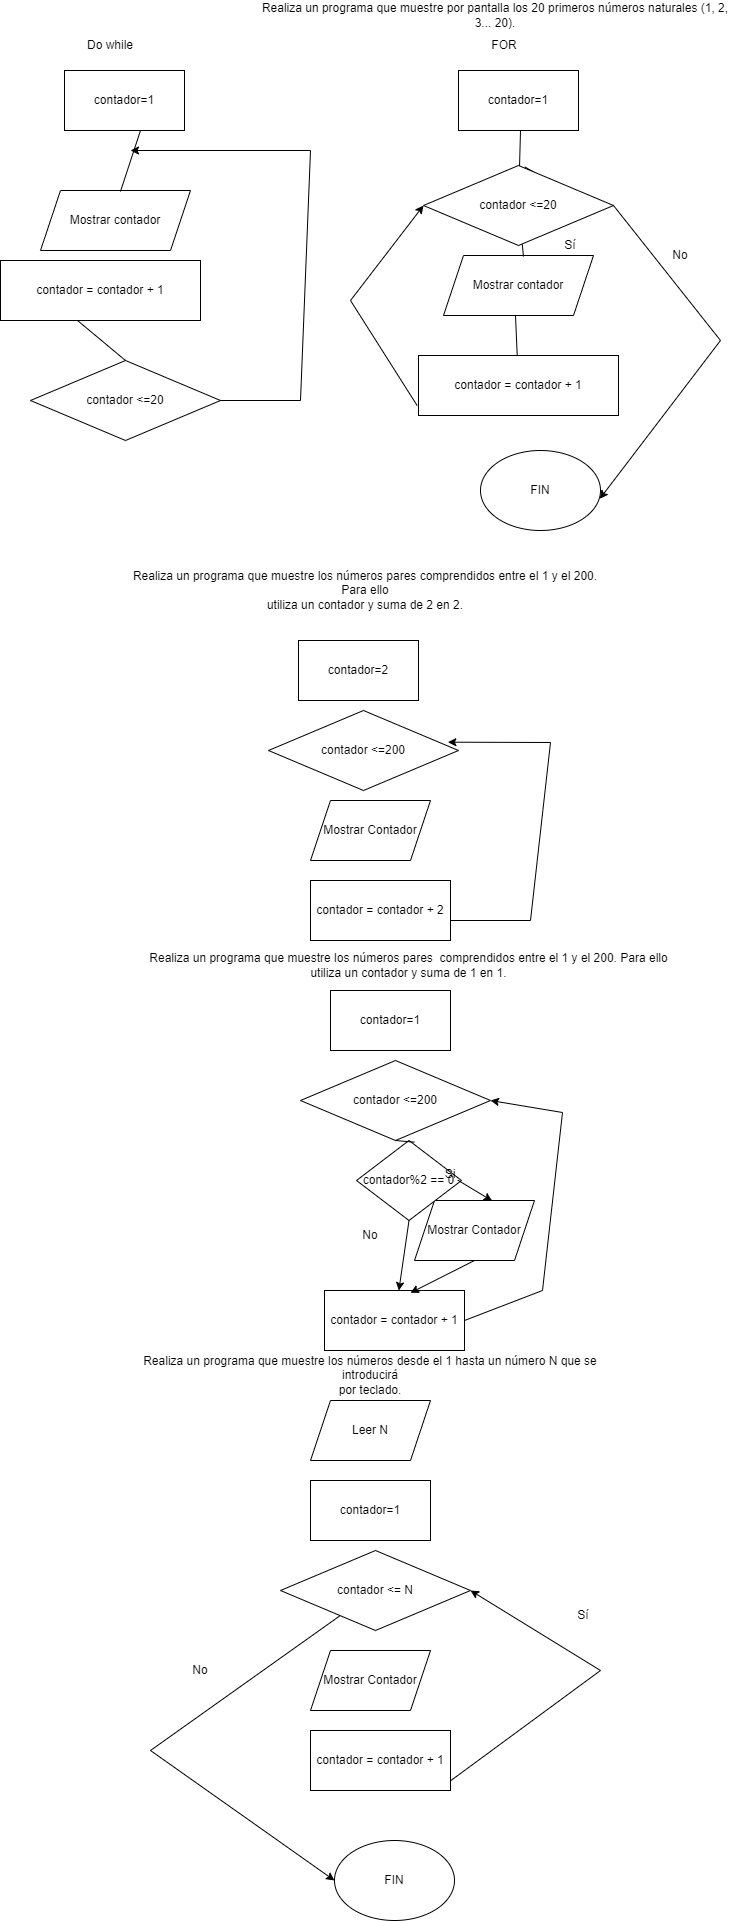 Realiza un programa que muestre por pantalla los 20 primeros números naturales (1, 2,
3... 20).
Do while
contador=1
Mostrar contador
contador = contador + 1
contador <=20
FOR
contador=1
contador <=20
Sí
No
Mostrar contador
contador = contador + 1
FIN
Realiza un programa que muestre los números pares comprendidos entre el 1 y el 200.
Para ello
utiliza un contador y suma de 2 en 2.
contador=2
contador <=200
Mostrar Contador
contador = contador + 2
Realiza un programa que muestre los números pares  comprendidos entre el 1 y el 200. Para ello
utiliza un contador y suma de 1 en 1.
contador=1
contador <=200
contador%2 == 0
Si
Mostrar Contador
No
contador = contador + 1
Realiza un programa que muestre los números desde el 1 hasta un número N que se
introducirá
por teclado.
Leer N
contador=1
contador <= N
Sí
No
Mostrar Contador
contador = contador + 1
FIN